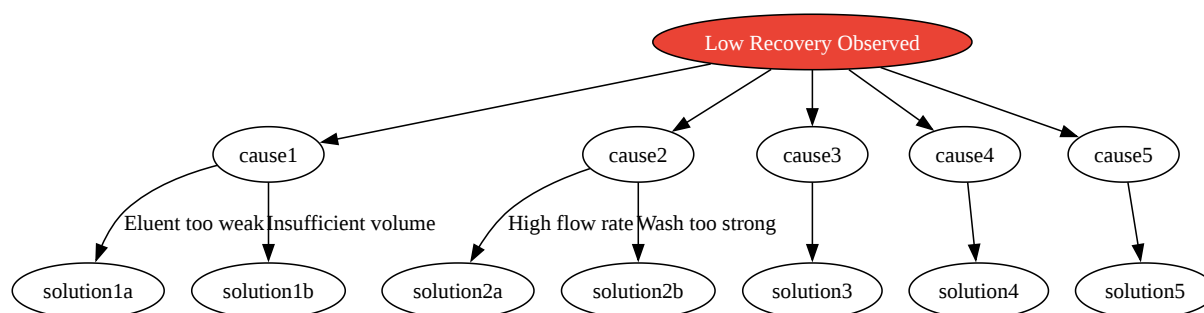 Low Recovery Observed
cause1
cause2
cause3
cause4
cause5
Eluent too weak
Insufficient volume
High flow rate
Wash too strong
solution1a
solution1b
solution2a
solution2b
solution3
solution4
solution5